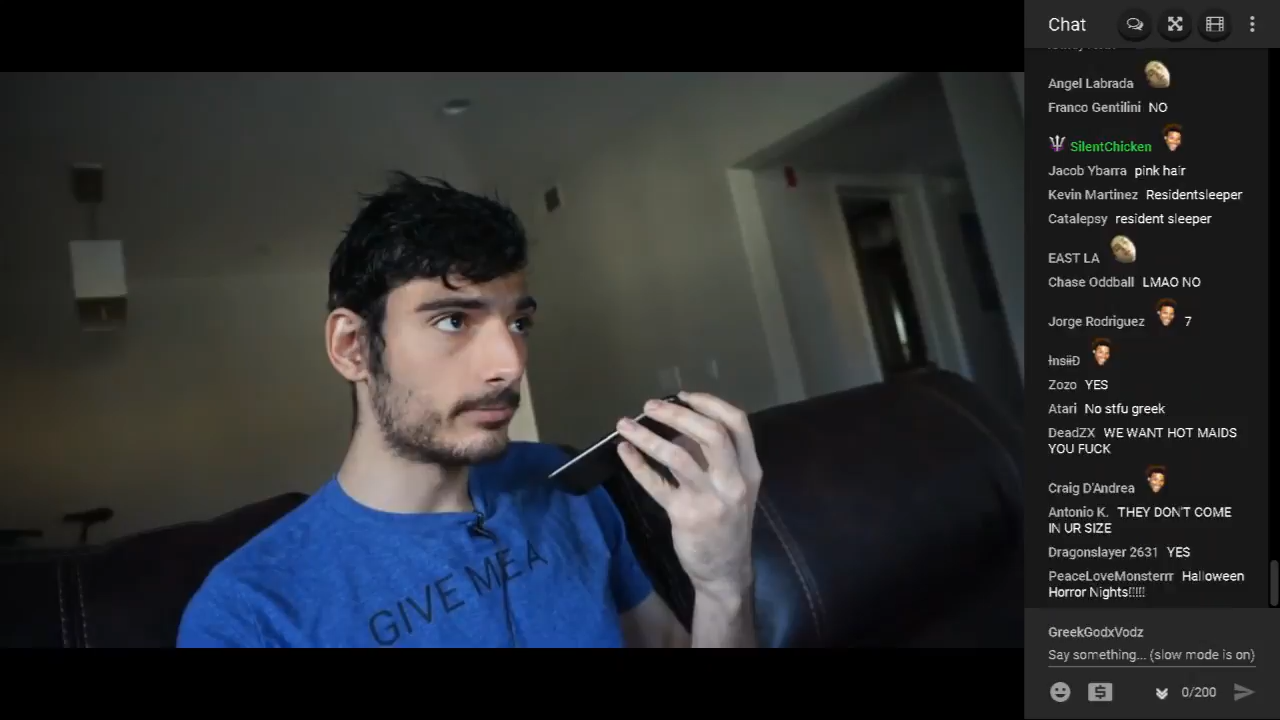 Chat
Angel Labrada
Franco Gentilini NO
SilentChicken
Jacob Ybarra pink hair
Kevin Martinez Residentsleeper
Catalepsy resident sleeper
EAST LA
Chase Oddball LMAO NO
Jorge Rodriguez 7
Zozo YES
Atari No stfu greek
DeadZX WE WANT HOT MAIDS
YOU FUCK
Craig D'Andrea
Antonio K. THEY DON'T COME
IN UR SIZE
Dragonslayer 2631 YES
PeaceLoveMonsterrr Halloween
Horror Nights!!!!!
GreekGodxVodz
Say something... (slow mode is on)
0/200
GIVE ME A